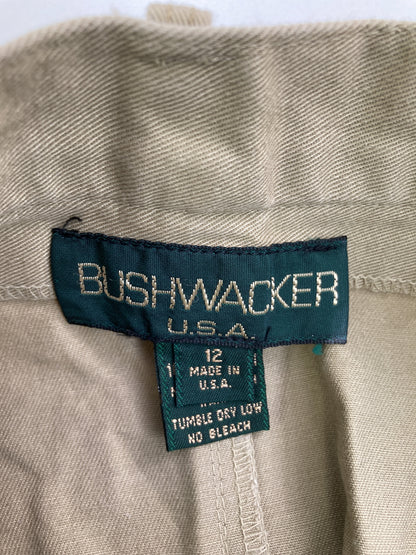 BUSHWACKER
U.S.A.
12
MADE IN
U.S.A.
TUMBLE DRY LOW
NO BLEACH